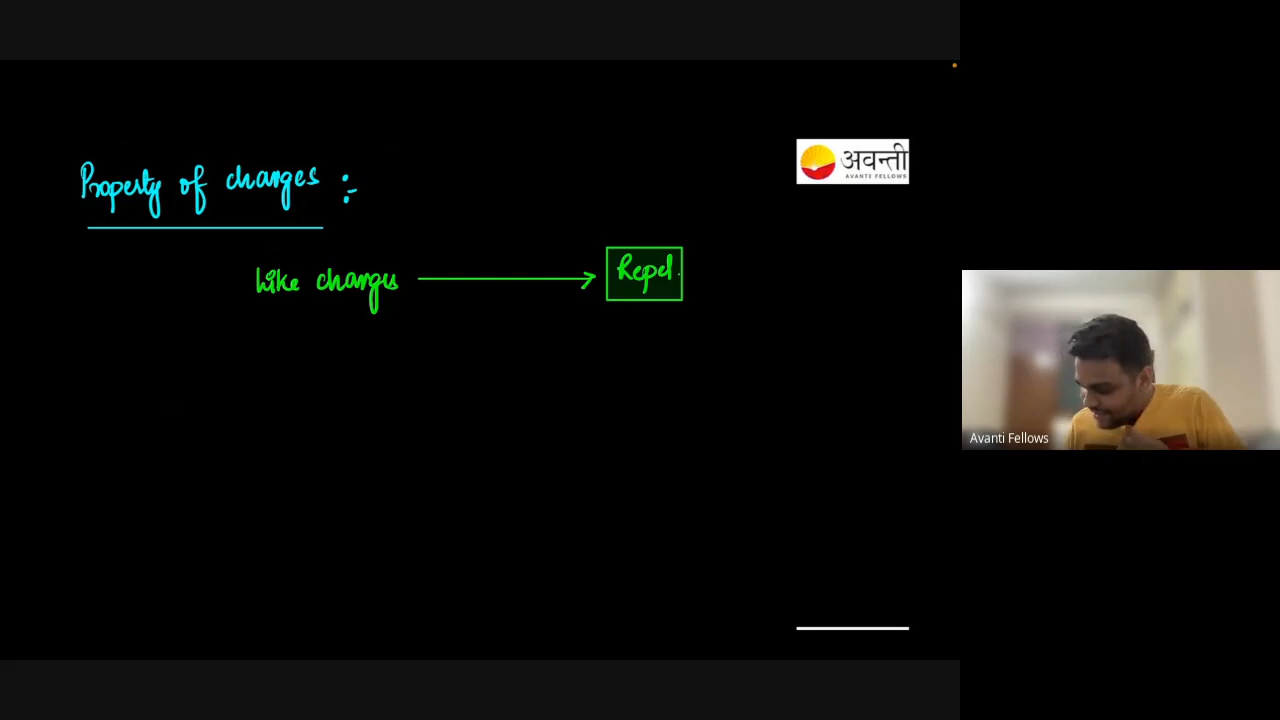 Property of charges :-
अवन्ती
AVANTI FELLOWS
Like charges → Repel.
Avanti Fellows